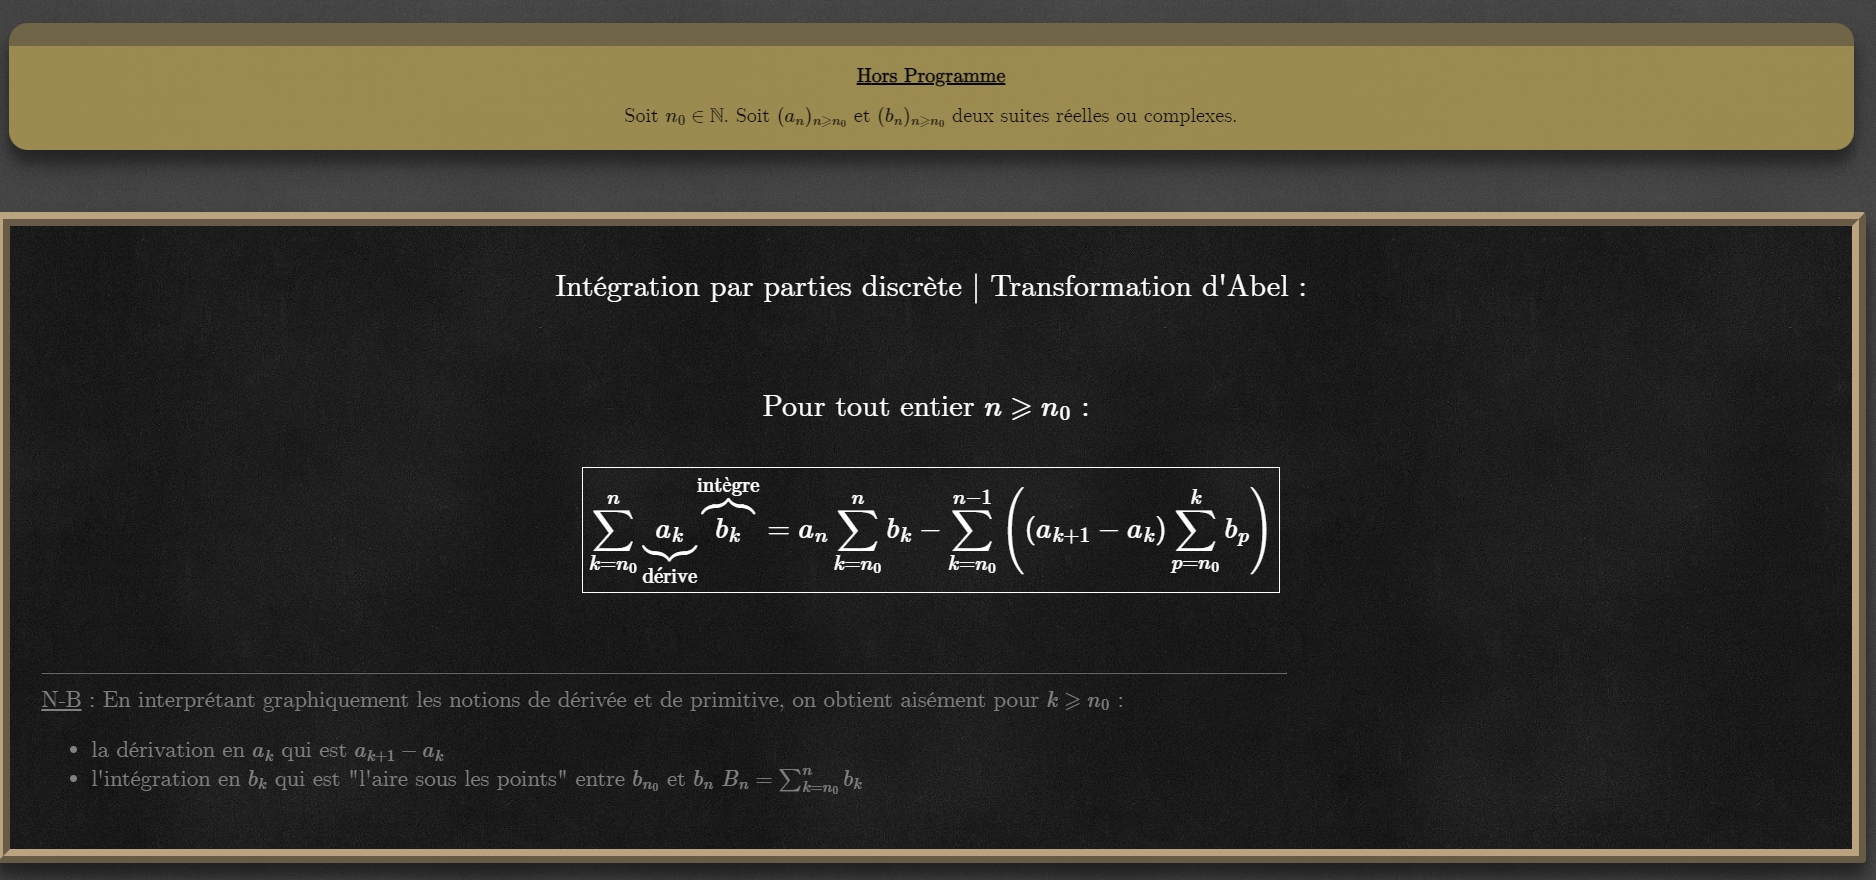 Hors Programme
Soit $n_0 \in \mathbb{N}$. Soit $(a_n)_{n \geqslant n_0}$ et $(b_n)_{n \geqslant n_0}$ deux suites réelles ou complexes.
Intégration par parties discrète | Transformation d'Abel :
Pour tout entier $n \geqslant n_0$ :
$\sum_{k=n_0}^{n} \underbrace{a_k}_{\text{dérive}} \overbrace{b_k}^{\text{intègre}} = a_n \sum_{k=n_0}^{n} b_k - \sum_{k=n_0}^{n-1} \left( (a_{k+1} - a_k) \sum_{p=n_0}^{k} b_p \right)$
N-B : En interprétant graphiquement les notions de dérivée et de primitive, on obtient aisément pour $k \geqslant n_0$ :
• la dérivation en $a_k$ qui est $a_{k+1} - a_k$
• l'intégration en $b_k$ qui est "l'aire sous les points" entre $b_{n_0}$ et $b_n$ $B_n = \sum_{k=n_0}^{n} b_k$